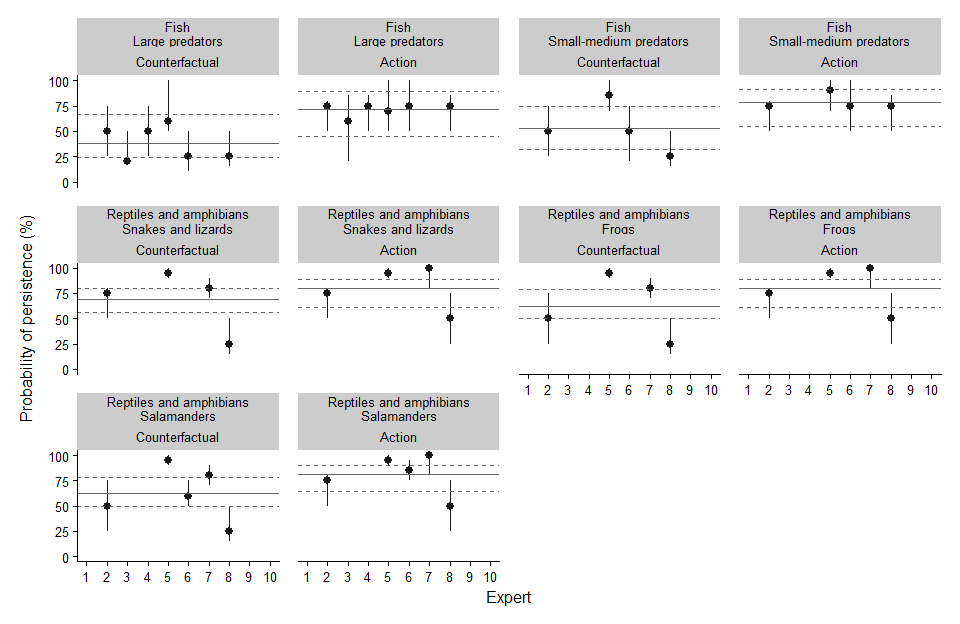 Fish
Large predators
Counterfactual
Fish
Large predators
Action
Fish
Small-medium predators
Counterfactual
Fish
Small-medium predators
Action
100
75
50
25
0
Reptiles and amphibians
Snakes and lizards
Counterfactual
Reptiles and amphibians
Snakes and lizards
Action
Reptiles and amphibians
Frogs
Counterfactual
Reptiles and amphibians
Frogs
Action
Probability of persistence (%)
100
75
50
25
0
1 2 3 4 5 6 7 8 9 10
1 2 3 4 5 6 7 8 9 10
Reptiles and amphibians
Salamanders
Counterfactual
Reptiles and amphibians
Salamanders
Action
100
75
50
25
0
1 2 3 4 5 6 7 8 9 10
1 2 3 4 5 6 7 8 9 10
Expert